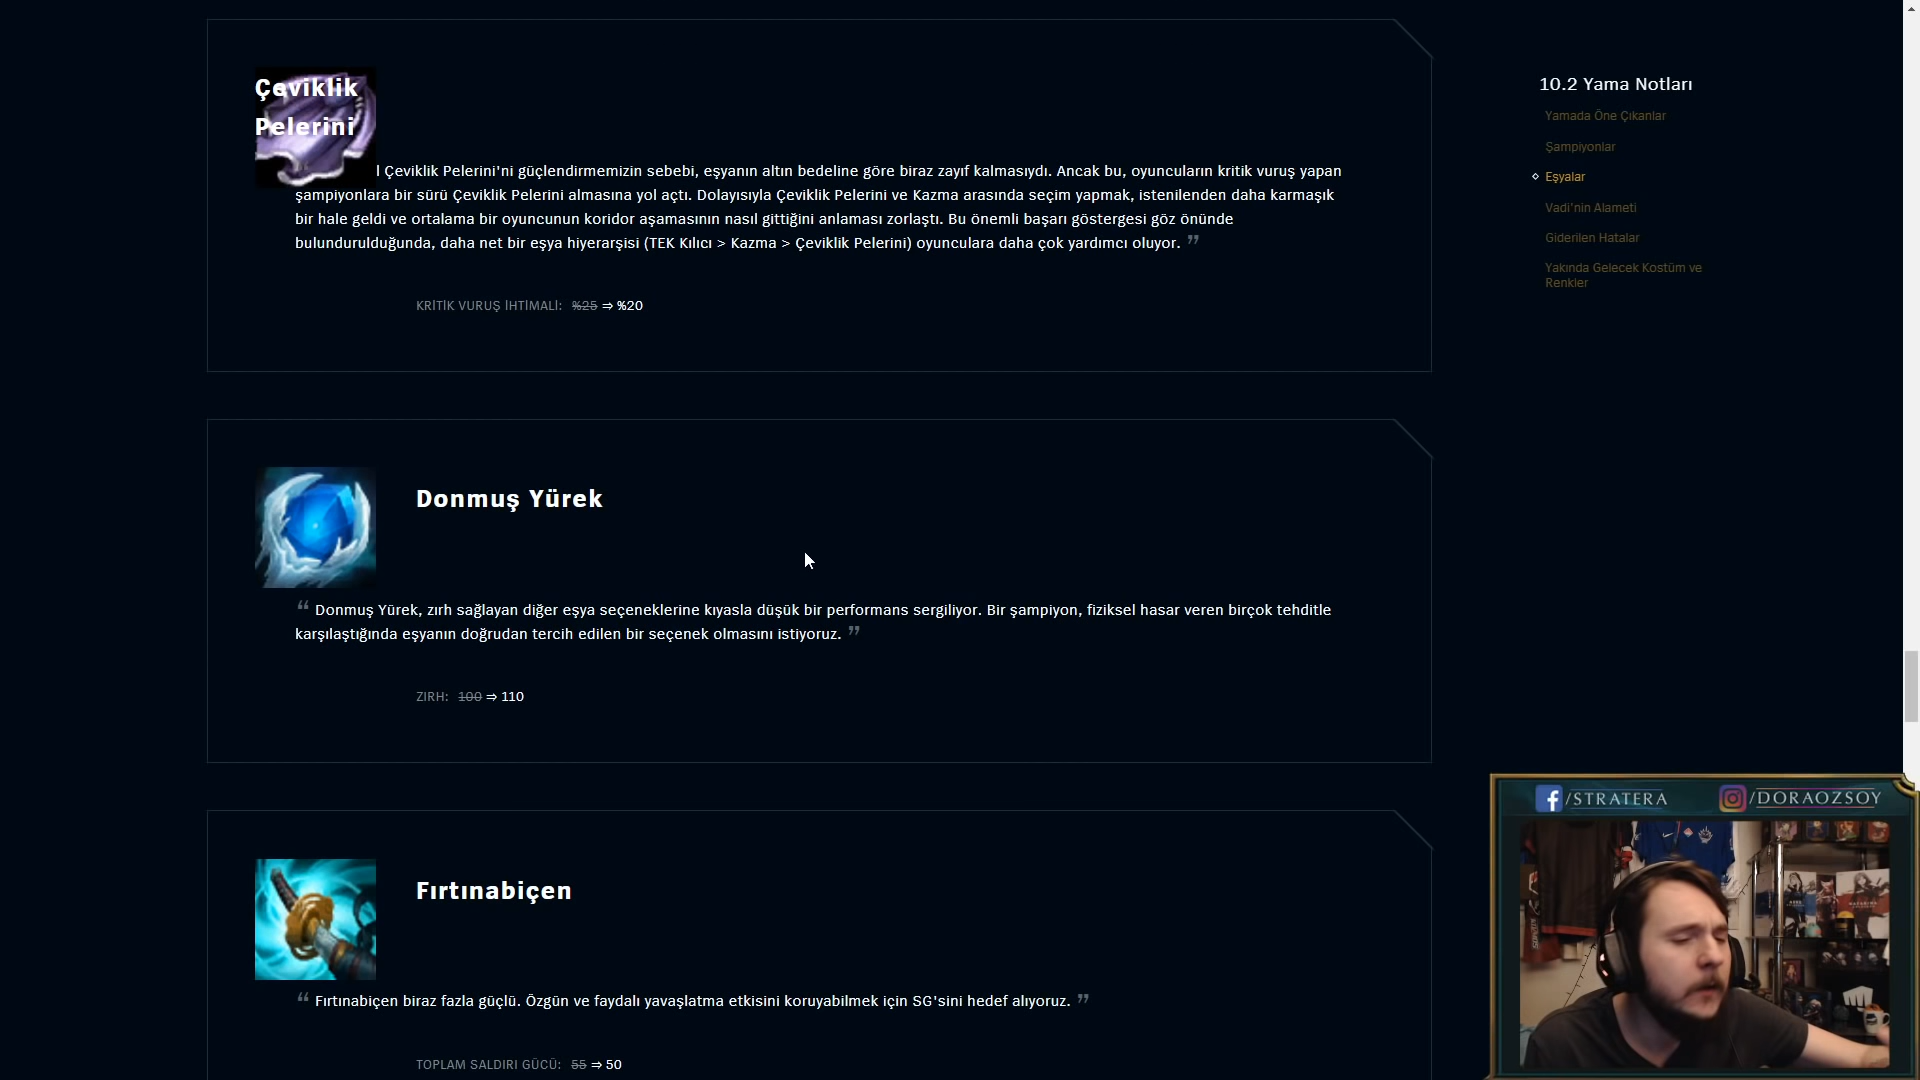 Çeviklik
Pelerini
l Çeviklik Pelerini'ni güçlendirmemizin sebebi, eşyanın altın bedeline göre biraz zayıf kalmasıydı. Ancak bu, oyuncuların kritik vuruş yapan
şampiyonlara bir sürü Çeviklik Pelerini almasına yol açtı. Dolayısıyla Çeviklik Pelerini ve Kazma arasında seçim yapmak, istenilenden daha karmaşık
bir hale geldi ve ortalama bir oyuncunun koridor aşamasının nasıl gittiğini anlaması zorlaştı. Bu önemli başarı göstergesi göz önünde
bulundurulduğunda, daha net bir eşya hiyerarşisi (TEK Kılıcı > Kazma > Çeviklik Pelerini) oyunculara daha çok yardımcı oluyor. ”
KRİTİK VURUŞ İHTİMALİ: %25 ⇒ %20
Donmuş Yürek
“ Donmuş Yürek, zırh sağlayan diğer eşya seçeneklerine kıyasla düşük bir performans sergiliyor. Bir şampiyon, fiziksel hasar veren birçok tehditle
karşılaştığında eşyanın doğrudan tercih edilen bir seçenek olmasını istiyoruz. ”
ZIRH: 100 ⇒ 110
Fırtınabiçen
“ Fırtınabiçen biraz fazla güçlü. Özgün ve faydalı yavaşlatma etkisini koruyabilmek için SG'sini hedef alıyoruz. ”
TOPLAM SALDIRI GÜCÜ: 55 ⇒ 50
10.2 Yama Notları
Yamada Öne Çıkanlar
Şampiyonlar
Eşyalar
Vadi'nin Alameti
Giderilen Hatalar
Yakında Gelecek Kostüm ve
Renkler
/STRATERA
/DORAOZSOY